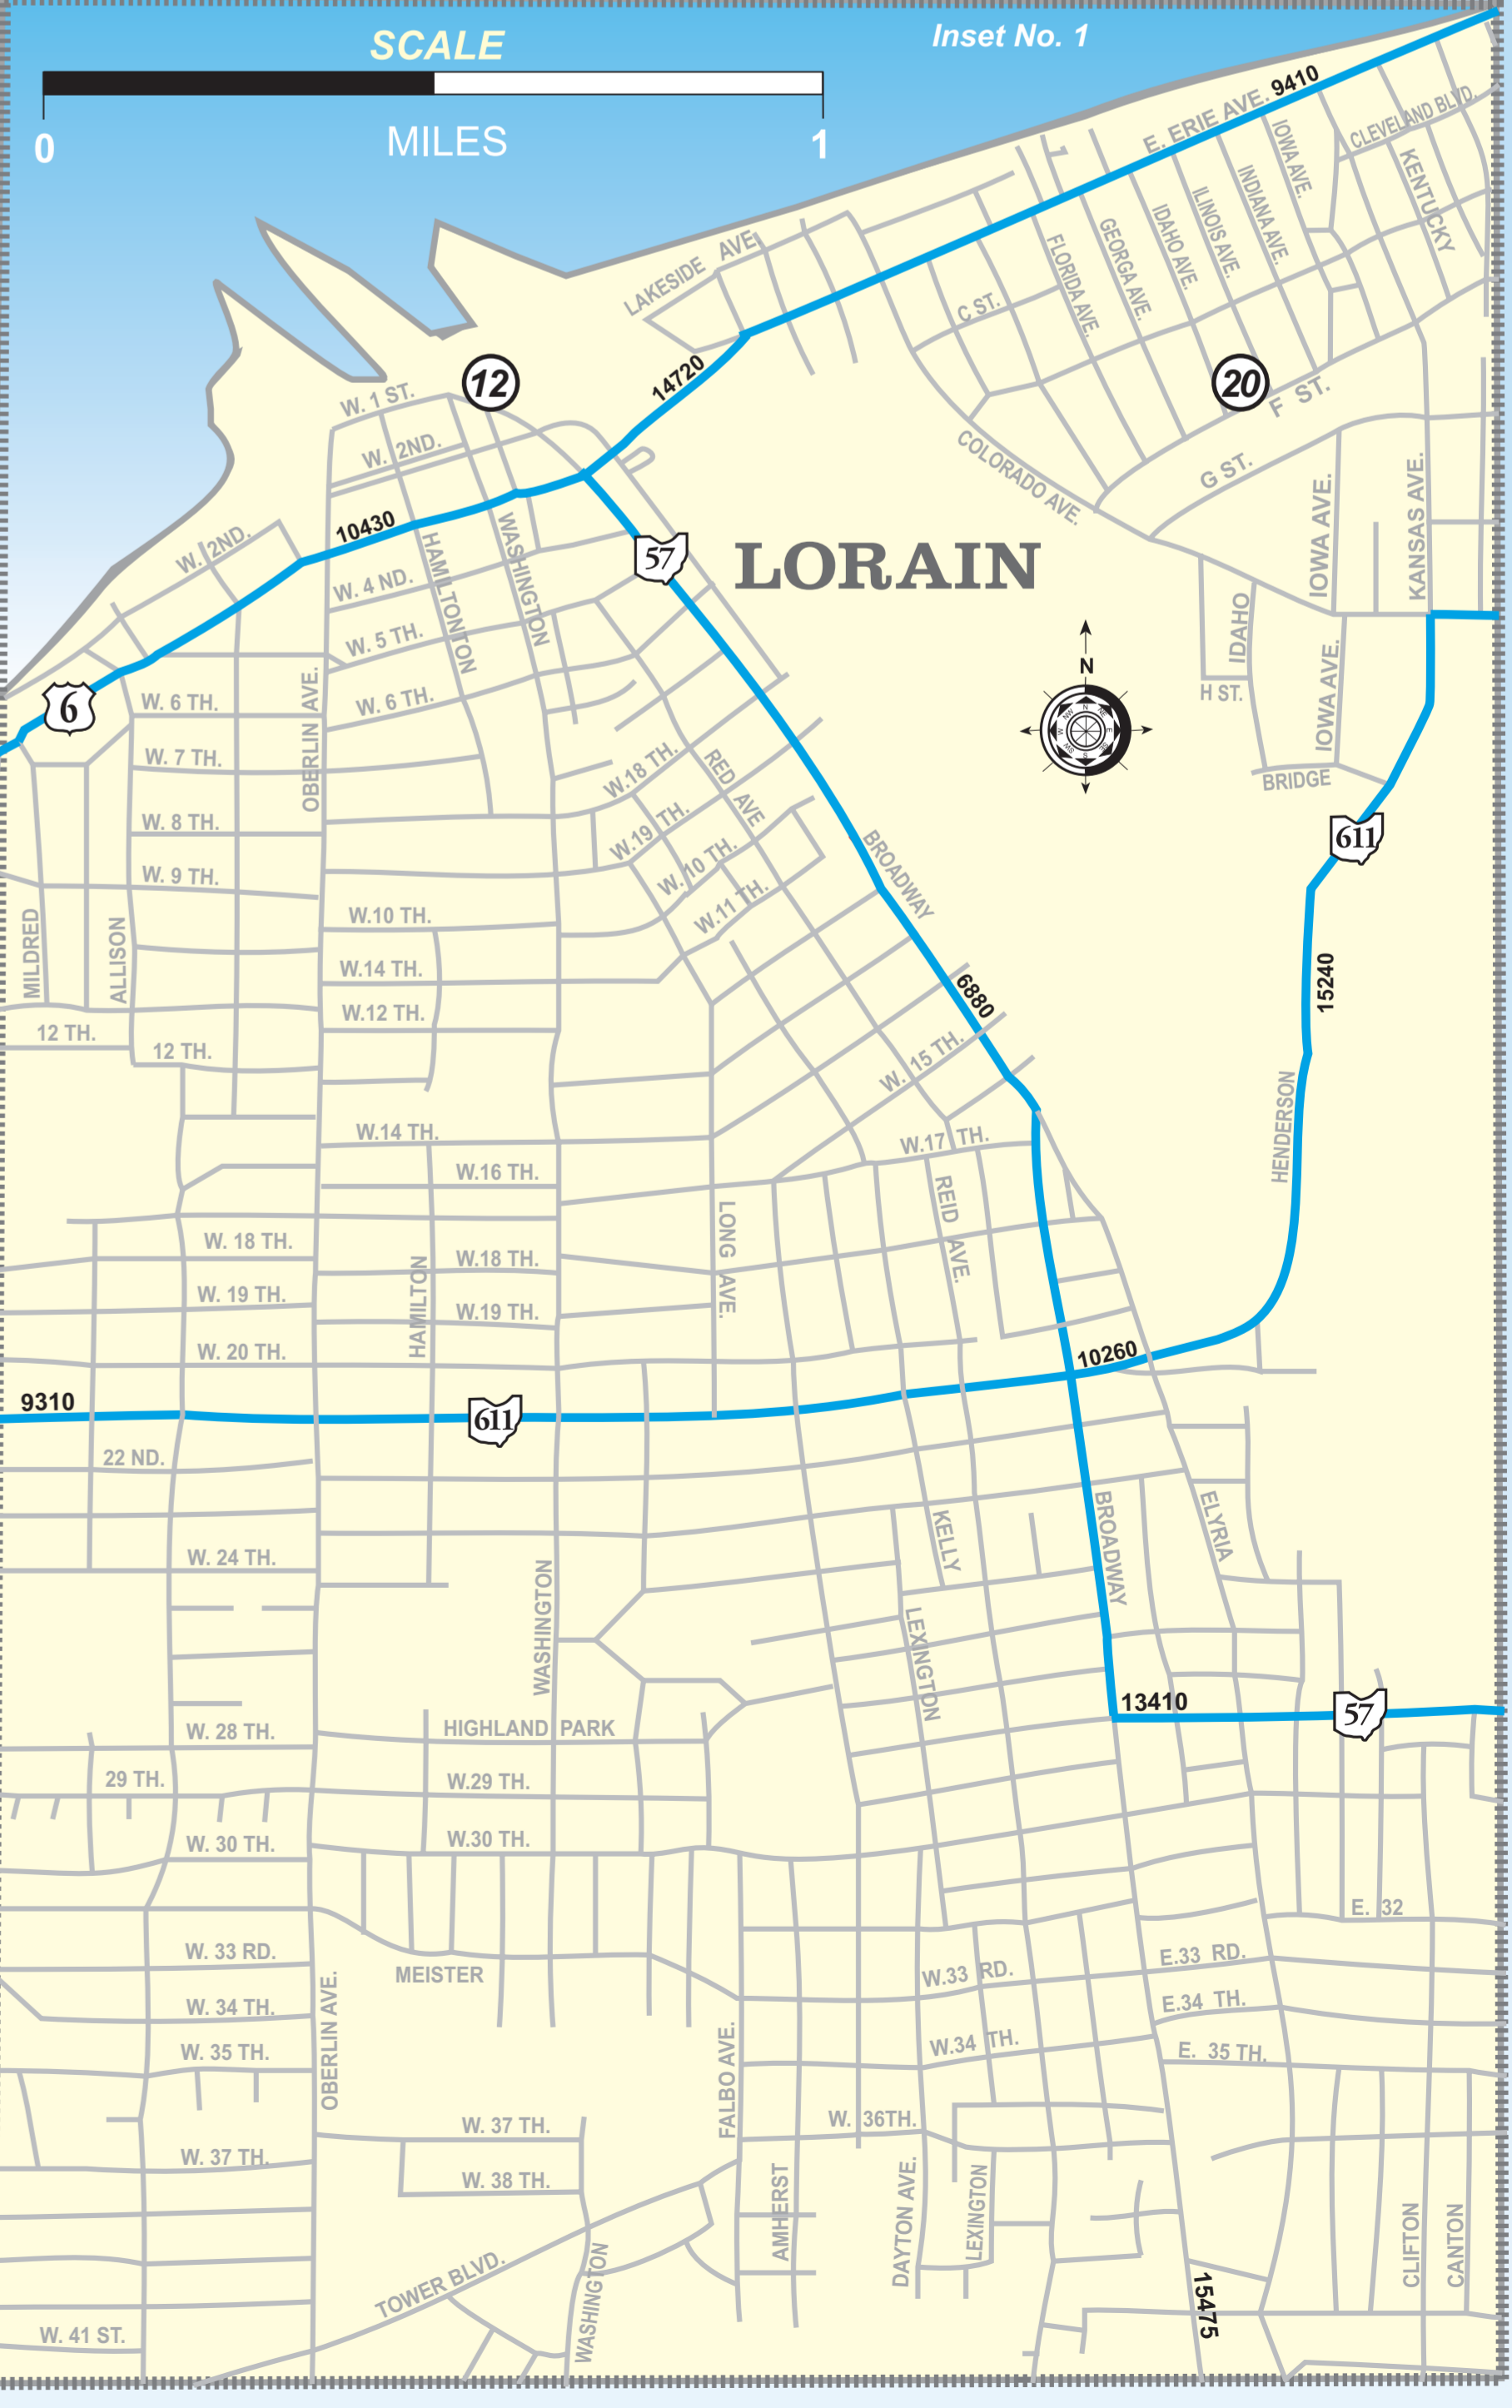 SCALE
Inset No. 1
0
MILES
1
E. ERIE AVE.
9410
CLEVELAND BLVD.
IOWA AVE.
KENTUCKY
INDIANA AVE.
ILINOIS AVE.
IDAHO AVE.
GEORGA AVE.
FLORIDA AVE.
LAKESIDE AVE.
C ST.
14720
12
20
F ST.
W. 1 ST.
W. 2ND.
COLORADO AVE.
G ST.
IOWA AVE.
KANSAS AVE.
10430
W. 2ND.
HAMILTONTON
WASHINGTON
57
LORAIN
W. 4 ND.
W. 5 TH.
IDAHO
H ST.
IOWA AVE.
N
6
W. 6 TH.
W. 6 TH.
OBERLIN AVE.
W. 7 TH.
W.18 TH.
RED AVE
BRIDGE
W. 8 TH.
W.19 TH.
BROADWAY
611
W. 9 TH.
W. 10 TH.
W.11 TH.
MILDRED
ALLISON
W.10 TH.
W.14 TH.
6880
15240
W.12 TH.
12 TH.
12 TH.
W. 15 TH.
HENDERSON
W.14 TH.
W.17 TH.
W.16 TH.
REID AVE.
LONG AVE.
W. 18 TH.
W.18 TH.
HAMILTON
W. 19 TH.
W.19 TH.
W. 20 TH.
10260
9310
611
22 ND.
KELLY
BROADWAY
ELYRIA
W. 24 TH.
WASHINGTON
LEXINGTON
13410
57
W. 28 TH.
HIGHLAND PARK
29 TH.
W.29 TH.
W. 30 TH.
W.30 TH.
E. 32
W. 33 RD.
MEISTER
W.33 RD.
E.33 RD.
W. 34 TH.
OBERLIN AVE.
E.34 TH.
W.34 TH.
W. 35 TH.
E. 35 TH.
FALBO AVE.
W. 36TH.
W. 37 TH.
W. 37 TH.
W. 38 TH.
AMHERST
DAYTON AVE.
LEXINGTON
CLIFTON
CANTON
TOWER BLVD.
WASHINGTON
15475
W. 41 ST.